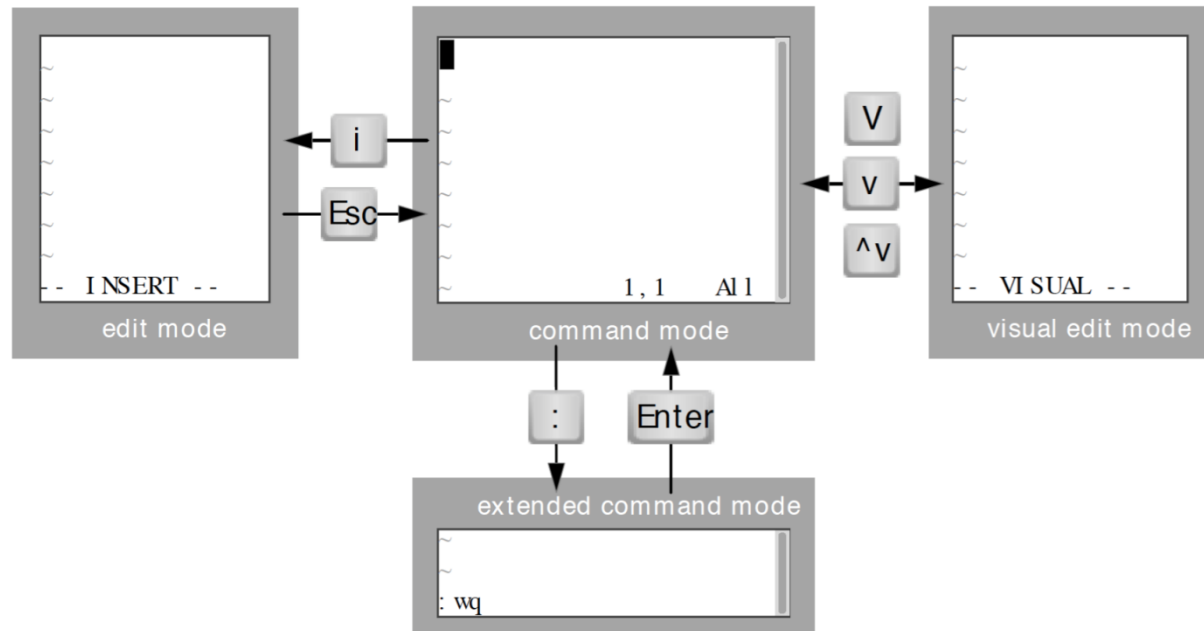 ~
~
~
~
~
~
~
-- INSERT --
edit mode
i
Esc
~
~
~
~
~
~
~
1,1 All
command mode
V
v
^v
~
~
~
~
~
~
~
-- VISUAL --
visual edit mode
:
Enter
extended command mode
~
~
:wq